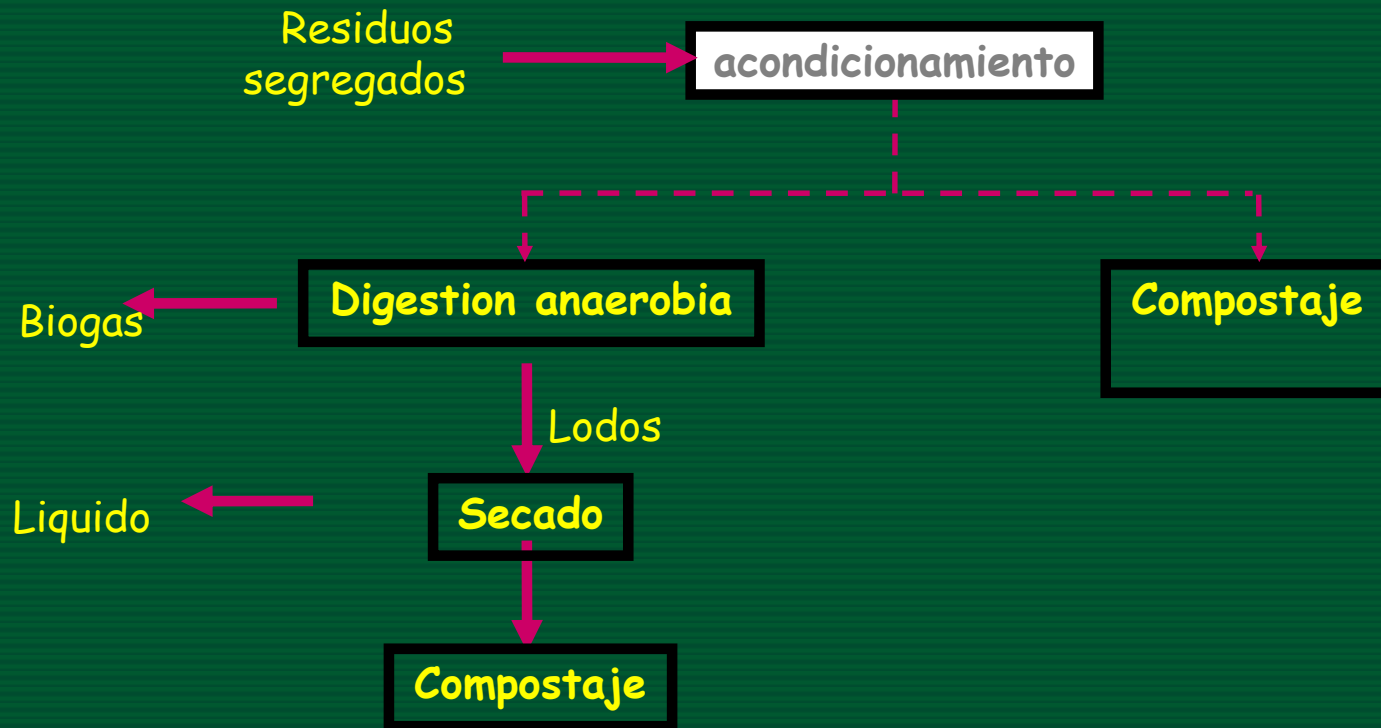 Residuos
segregados
acondicionamiento
Digestion anaerobia
Compostaje
Biogas
Lodos
Secado
Liquido
Compostaje